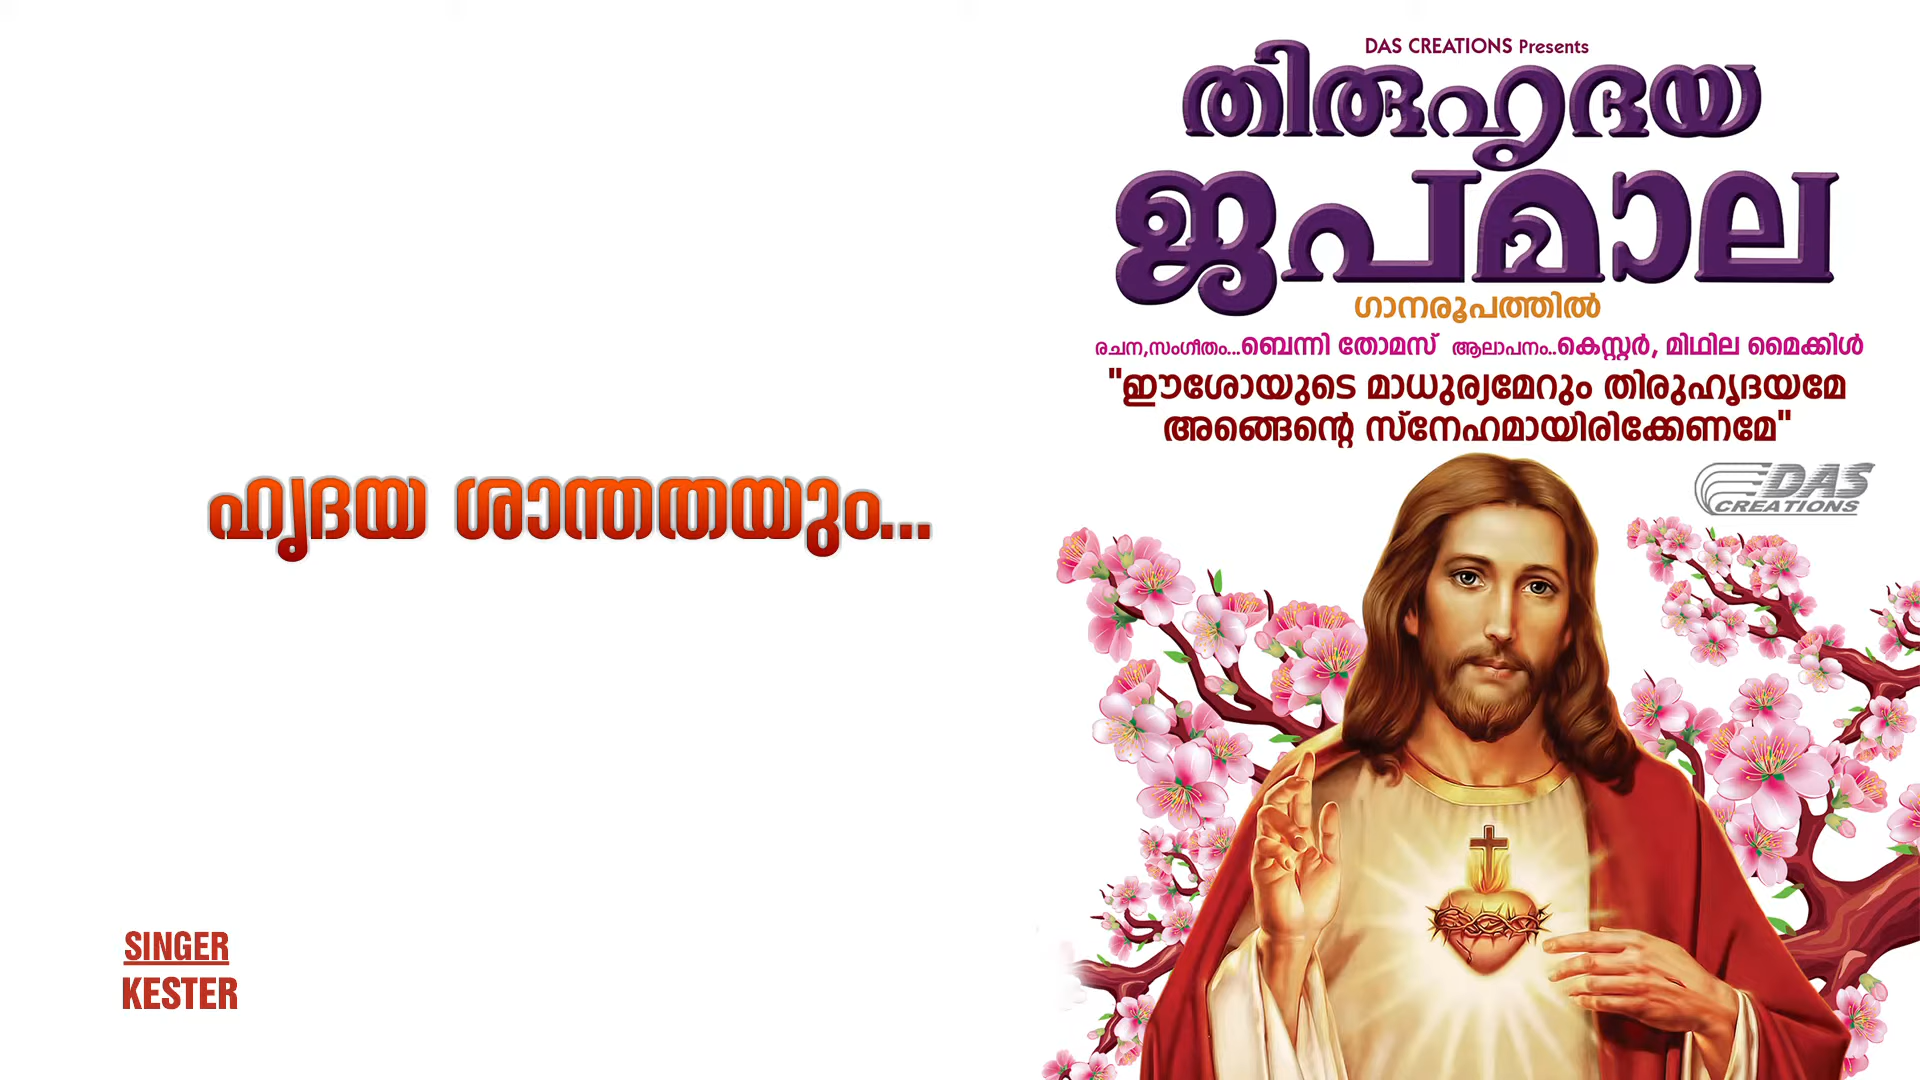 DAS CREATIONS Presents
തിരുഹൃദയ
ജപമാല
ഗാനരൂപത്തിൽ
രചന,സംഗീതം...ബെന്നി തോമസ് ആലാപനം..കെസ്റ്റർ, മിഥില മൈക്കിൾ
"ഈശോയുടെ മാധുര്യമേറും തിരുഹൃദയമേ
അങ്ങെന്റെ സ്നേഹമായിരിക്കേണമേ"
DAS
CREATIONS
ഹൃദയ ശാന്തതയും...
SINGER
KESTER